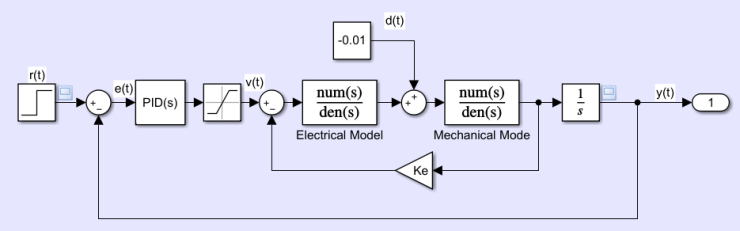 d(t)
-0.01
r(t)
e(t)
v(t)
y(t)
+
−
PID(s)
+
−
num(s)
den(s)
+
+
num(s)
den(s)
1
s
1
Electrical Model
Mechanical Mode
Ke